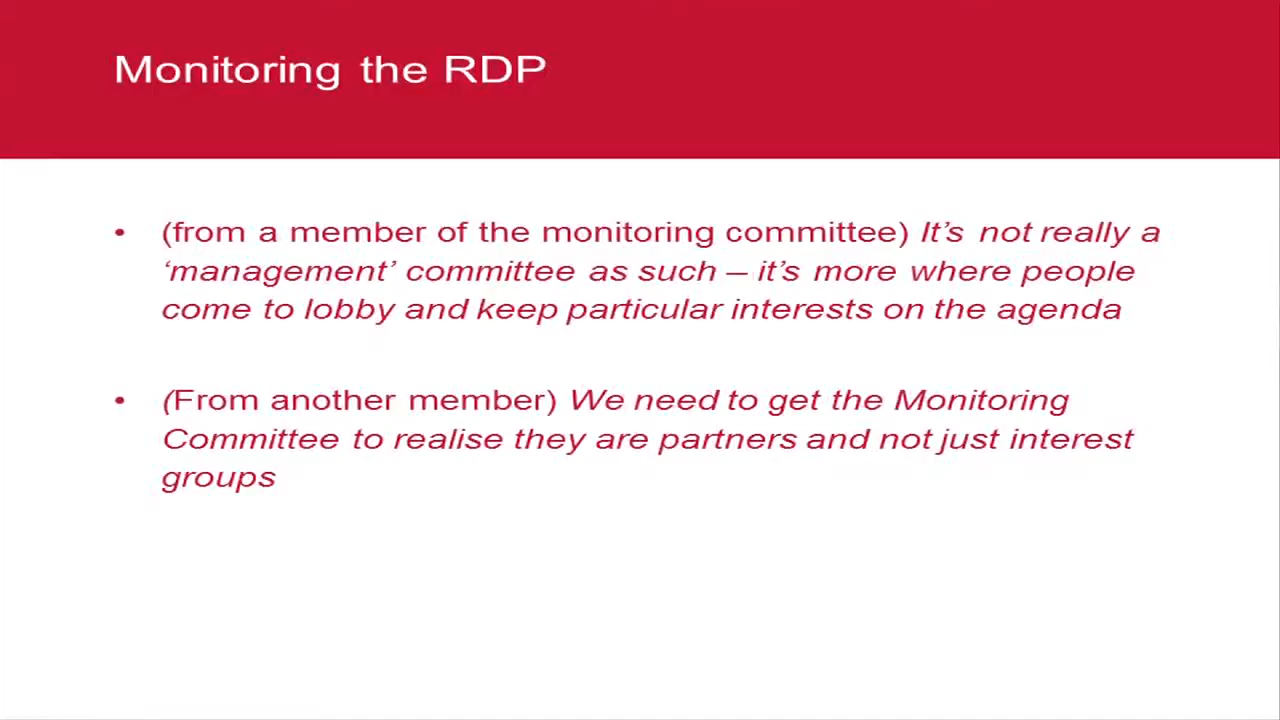 Monitoring the RDP
• (from a member of the monitoring committee) It’s not really a
‘management’ committee as such – it’s more where people
come to lobby and keep particular interests on the agenda
• (From another member) We need to get the Monitoring
Committee to realise they are partners and not just interest
groups